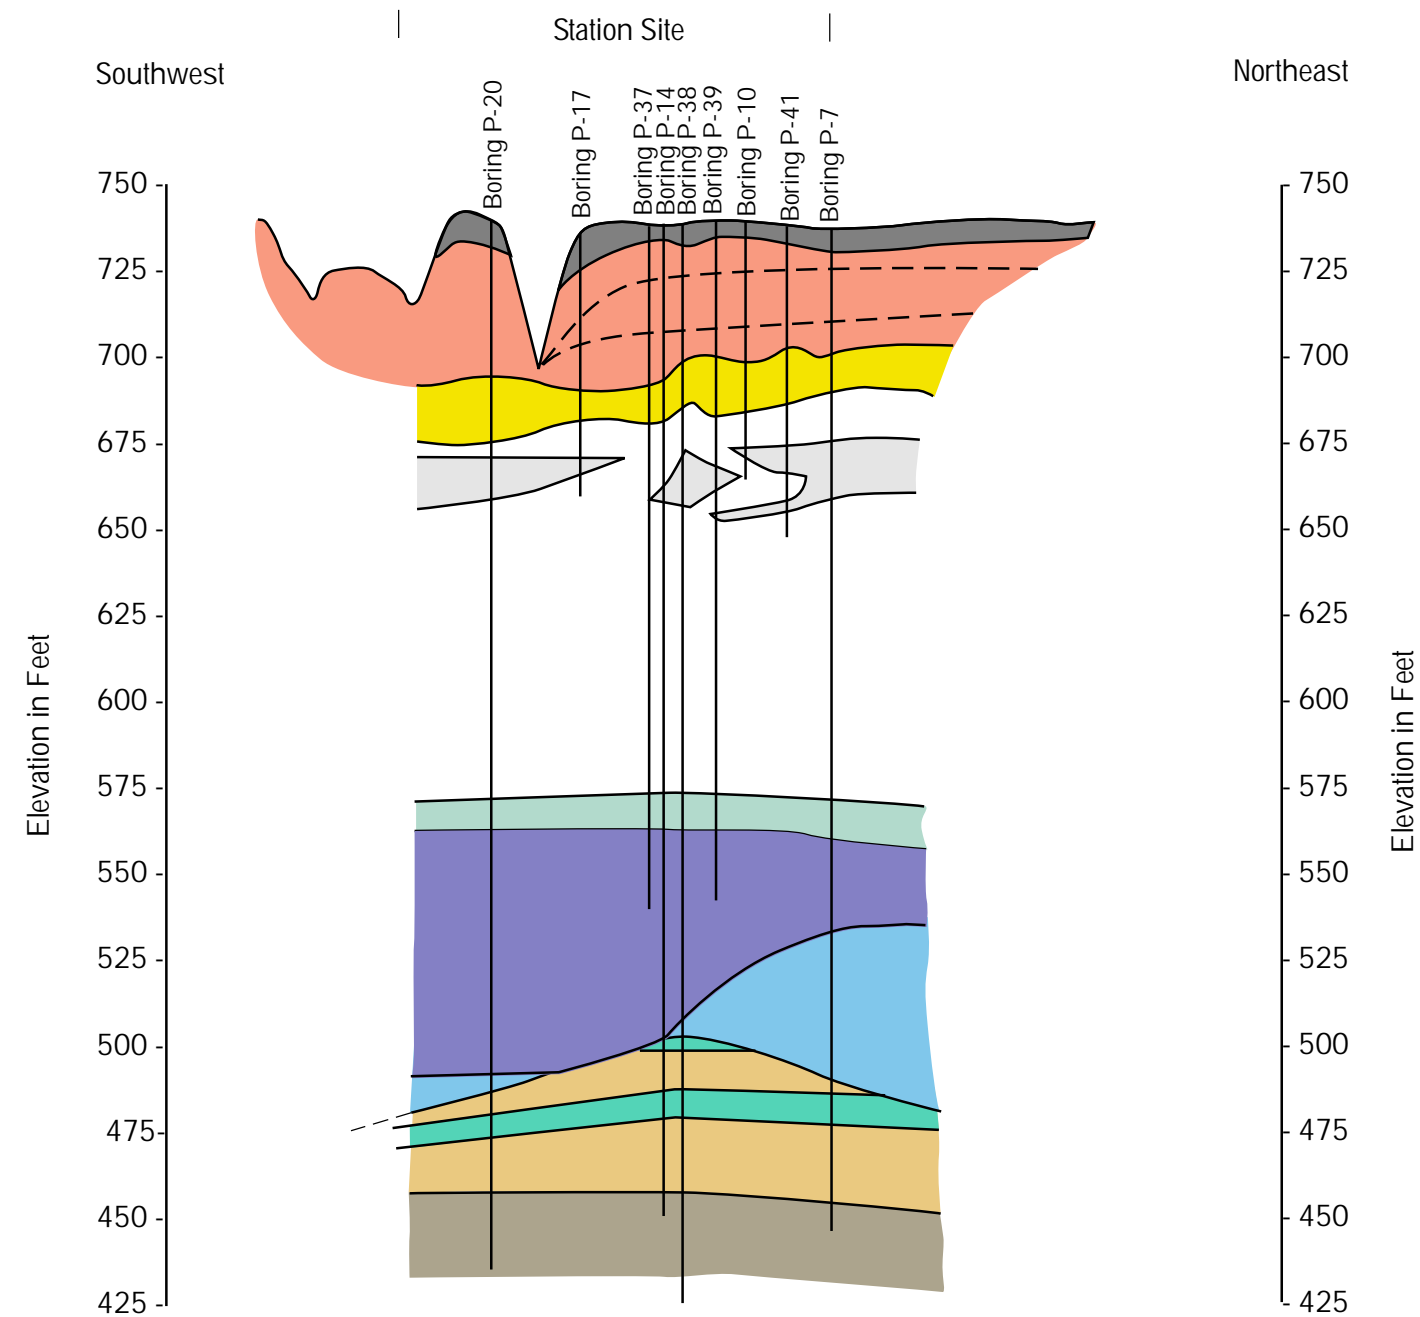 Station Site
Southwest
Northeast
Boring P-20
Boring P-17
Boring P-37
Boring P-14
Boring P-38
Boring P-39
Boring P-10
Boring P-41
Boring P-7
Elevation in Feet
750 -
725 -
700 -
675 -
650 -
625 -
600 -
575 -
550 -
525 -
500 -
475 -
450 -
425 -
- 750
- 725
- 700
- 675
- 650
- 625
- 600
- 575
- 550
- 525
- 500
- 475
- 450
- 425
Elevation in Feet